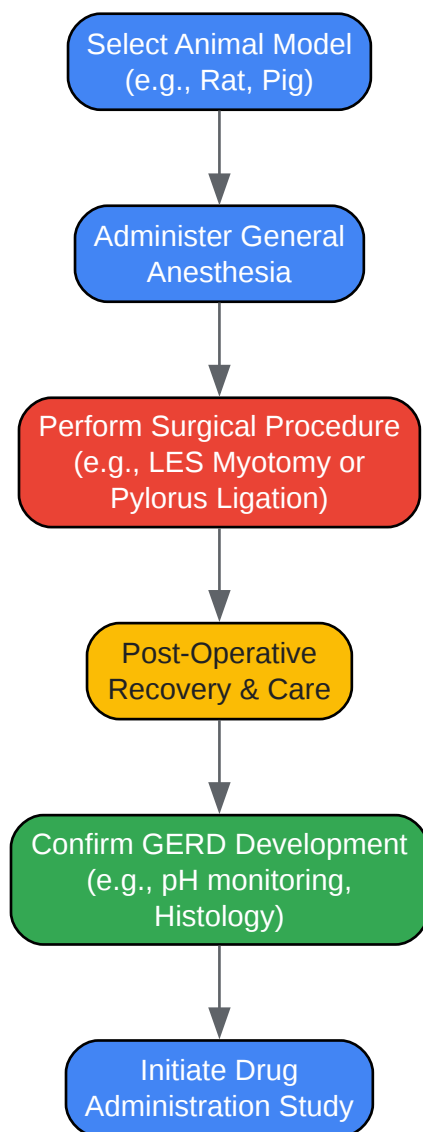 Select Animal Model
(e.g., Rat, Pig)
Administer General
Anesthesia
Perform Surgical Procedure
(e.g., LES Myotomy or
Pylorus Ligation)
Post-Operative
Recovery & Care
Confirm GERD Development
(e.g., pH monitoring,
Histology)
Initiate Drug
Administration Study